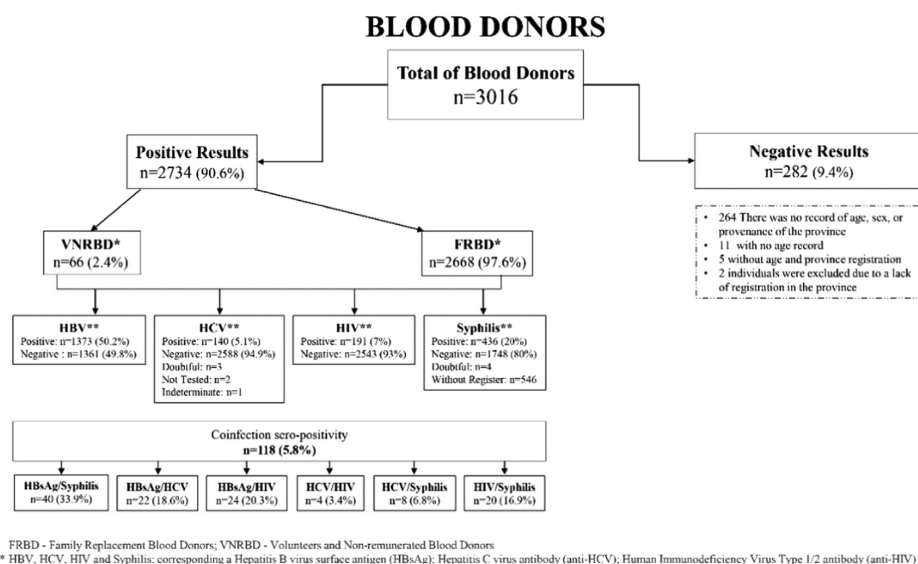 BLOOD DONORS
Total of Blood Donors
n=3016
Positive Results
n=2734 (90.6%)
Negative Results
n=282 (9.4%)
• 264 There was no record of age, sex, or
provenance of the province
• 11 with no age record
• 5 without age and province registration
• 2 individuals were excluded due to a lack
of registration in the province
VNRBD*
n=66 (2.4%)
FRBD*
n=2668 (97.6%)
HBV**
Positive: n=1373 (50.2%)
Negative : n=1361 (49.8%)
HCV**
Positive: n=140 (5.1%)
Negative: n=2588 (94.9%)
Doubtful: n=3
Not Tested: n=2
Indeterminate: n=1
HIV**
Positive: n=191 (7%)
Negative: n=2543 (93%)
Syphilis**
Positive: n=436 (20%)
Negative: n=1748 (80%)
Doubtful: n=4
Without Register: n=546
Coinfection sero-positivity
n=118 (5.8%)
HBsAg/Syphilis
n=40 (33.9%)
HBsAg/HCV
n=22 (18.6%)
HBsAg/HIV
n=24 (20.3%)
HCV/HIV
n=4 (3.4%)
HCV/Syphilis
n=8 (6.8%)
HIV/Syphilis
n=20 (16.9%)
FRBD - Family Replacement Blood Donors; VNRBD - Volunteers and Non-remunerated Blood Donors
* HBV, HCV, HIV and Syphilis: corresponding a Hepatitis B virus surface antigen (HBsAg); Hepatitis C virus antibody (anti-HCV); Human Immunodeficiency Virus Type 1/2 antibody (anti-HIV)